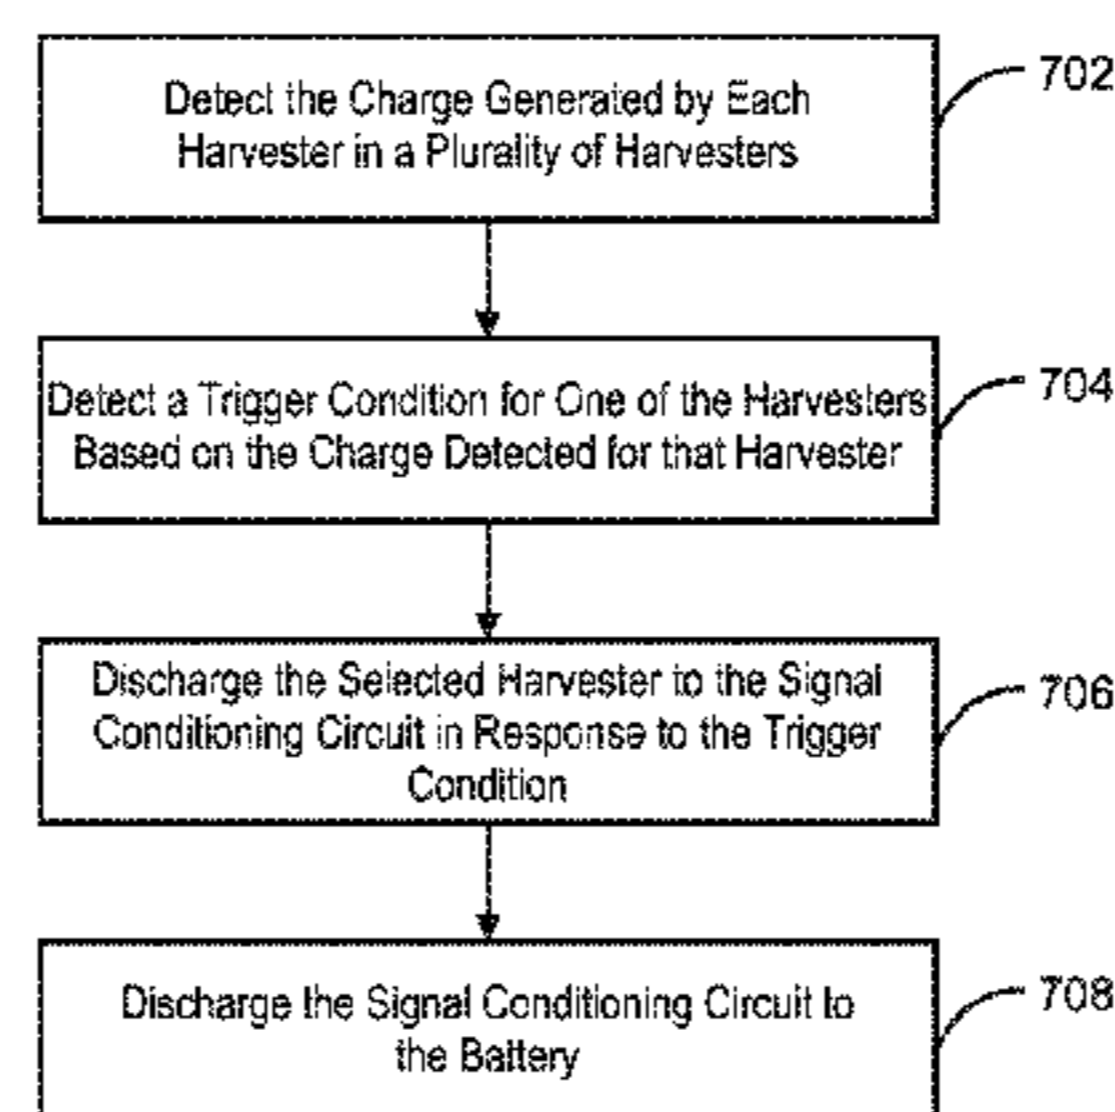 Detect the Charge Generated by Each
Harvester in a Plurality of Harvesters
702
Detect a Trigger Condition for One of the Harvesters
Based on the Charge Detected for that Harvester
704
Discharge the Selected Harvester to the Signal
Conditioning Circuit in Response to the Trigger
Condition
706
Discharge the Signal Conditioning Circuit to
the Battery
708